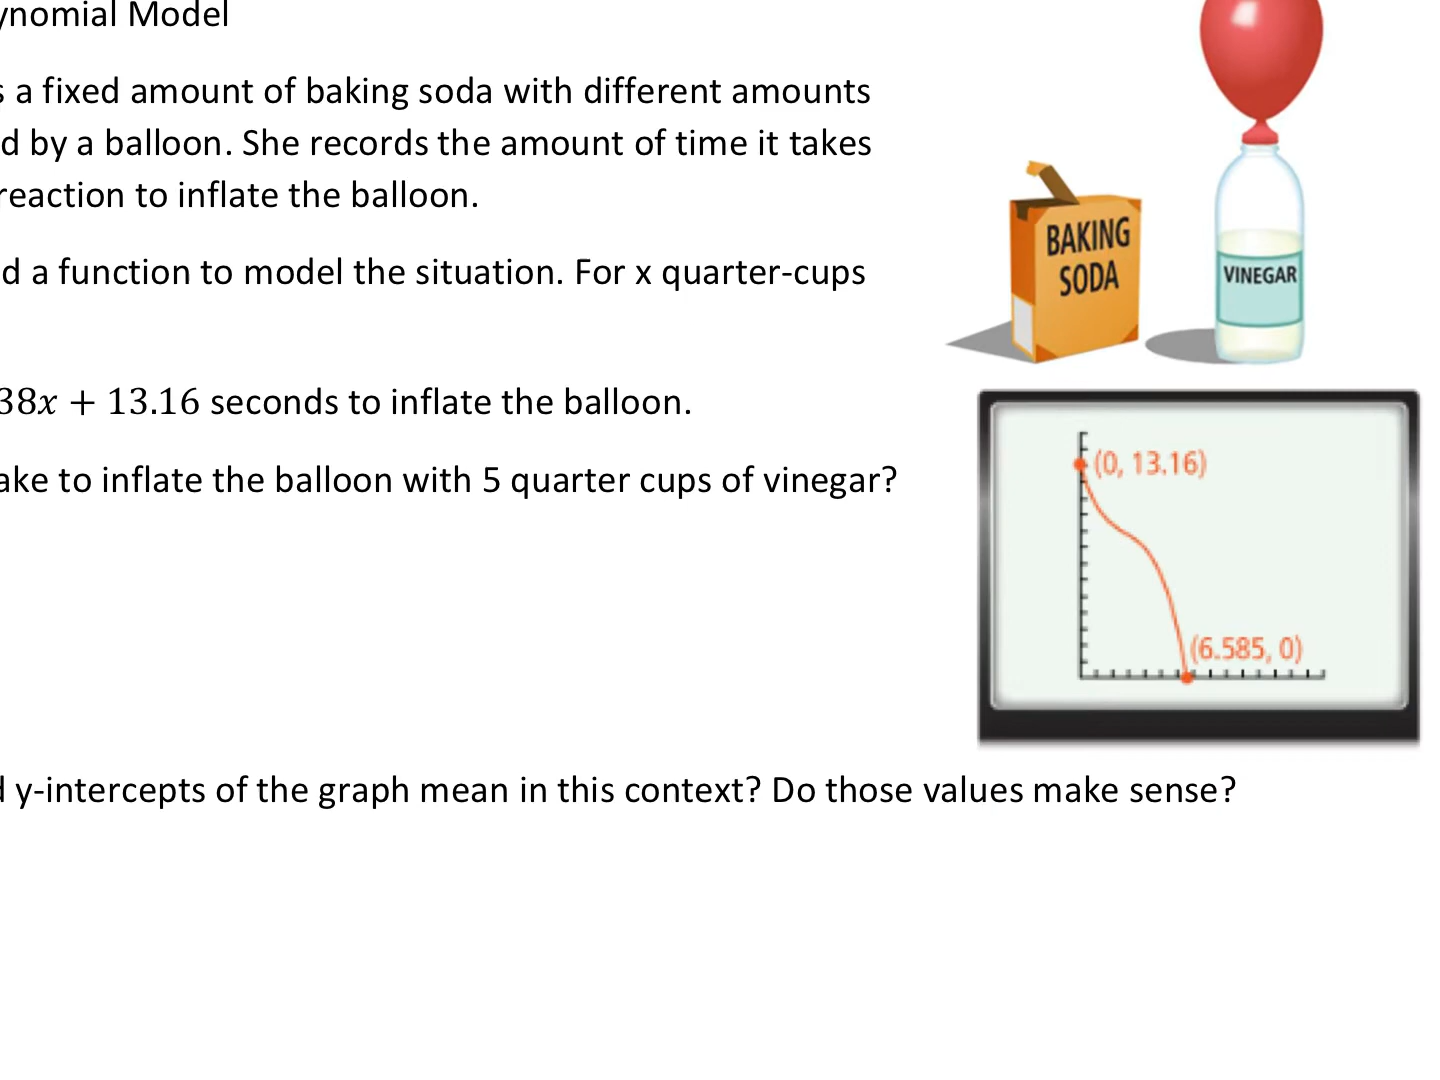 ynomial Model
s a fixed amount of baking soda with different amounts
d by a balloon. She records the amount of time it takes
reaction to inflate the balloon.
d a function to model the situation. For x quarter-cups
38x + 13.16 seconds to inflate the balloon.
ake to inflate the balloon with 5 quarter cups of vinegar?
BAKING
SODA
VINEGAR
(0, 13.16)
(6.585, 0)
d y-intercepts of the graph mean in this context? Do those values make sense?